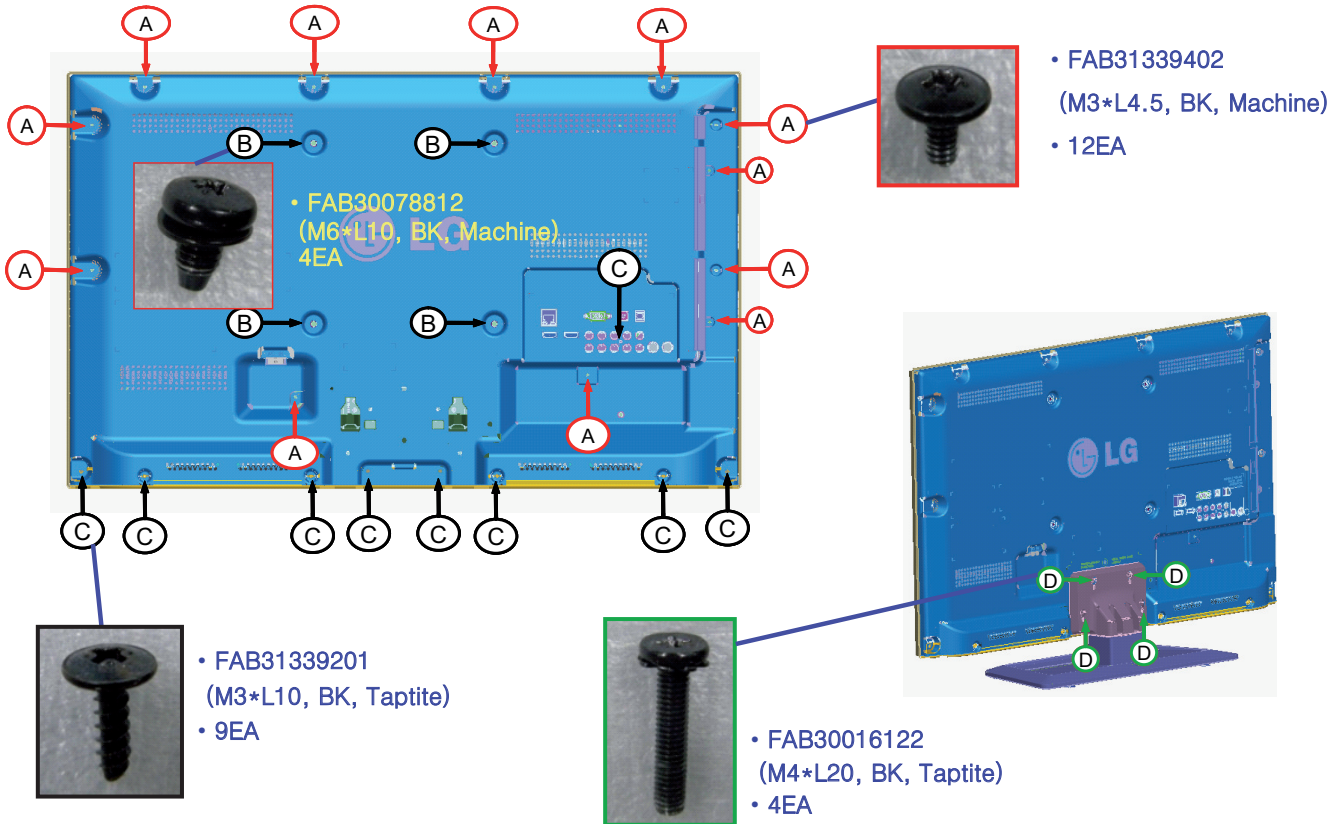 A A A A
• FAB31339402
(M3*L4.5, BK, Machine)
• 12EA
A A
B B
A
• FAB30078812
(M6*L10, BK, Machine)
4EA
LG
C
A A
B B
A
A
A
LG
D D
D D
C C C C C C C C
• FAB31339201
(M3*L10, BK, Taptite)
• 9EA
• FAB30016122
(M4*L20, BK, Taptite)
• 4EA